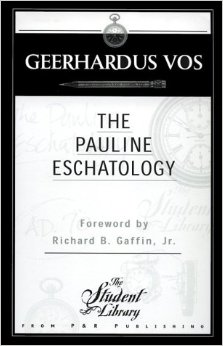 GEERHARDUS VOS
THE
PAULINE
ESCHATOLOGY
Foreword by
Richard B. Gaffin, Jr.
The
Student
Library
FROM P&R PUBLISHING